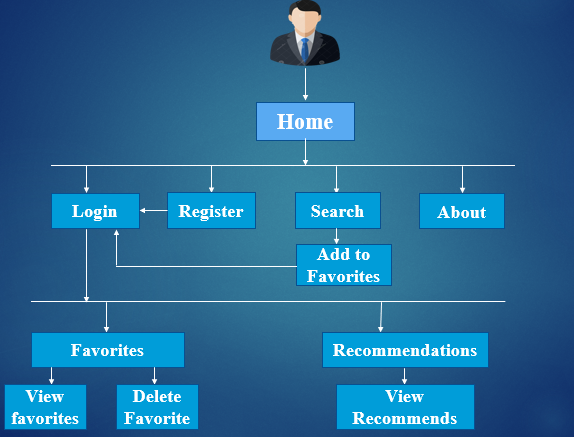 Home
Login
Register
Search
About
Add to
Favorites
Favorites
Recommendations
View
favorites
Delete
Favorite
View
Recommends